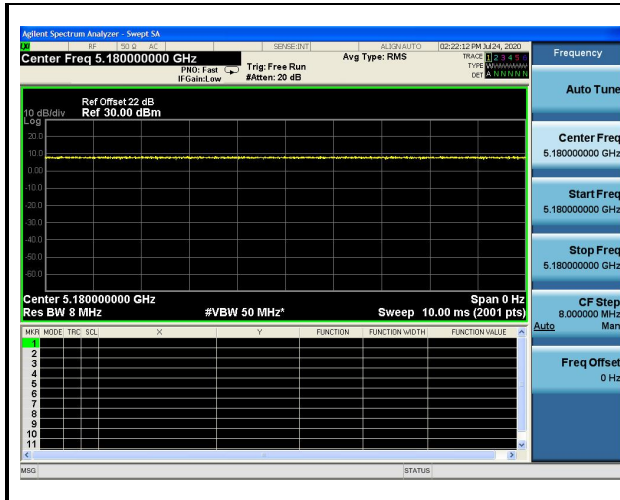 Agilent Spectrum Analyzer - Swept SA
LXI RF 50 Ω AC SENSE:INT ALIGNAUTO 02:22:12 PM Jul 24, 2020
Center Freq 5.180000000 GHz
PNO: Fast
IFGain:Low
Trig: Free Run
#Atten: 20 dB
Avg Type: RMS
TRACE 1 2 3 4 5 6
TYPE
DET A N N N N N
Ref Offset 22 dB
10 dB/div Ref 30.00 dBm
Log
20.0
10.0
0.00
-10.0
-20.0
-30.0
-40.0
-50.0
-60.0
Center 5.180000000 GHz Span 0 Hz
Res BW 8 MHz #VBW 50 MHz* Sweep 10.00 ms (2001 pts)
MKR MODE TRC SCL X Y FUNCTION FUNCTION WIDTH FUNCTION VALUE
1
2
3
4
5
6
7
8
9
10
11
MSG STATUS
Frequency
Auto Tune
Center Freq
5.180000000 GHz
Start Freq
5.180000000 GHz
Stop Freq
5.180000000 GHz
CF Step
8.000000 MHz
Auto Man
Freq Offset
0 Hz